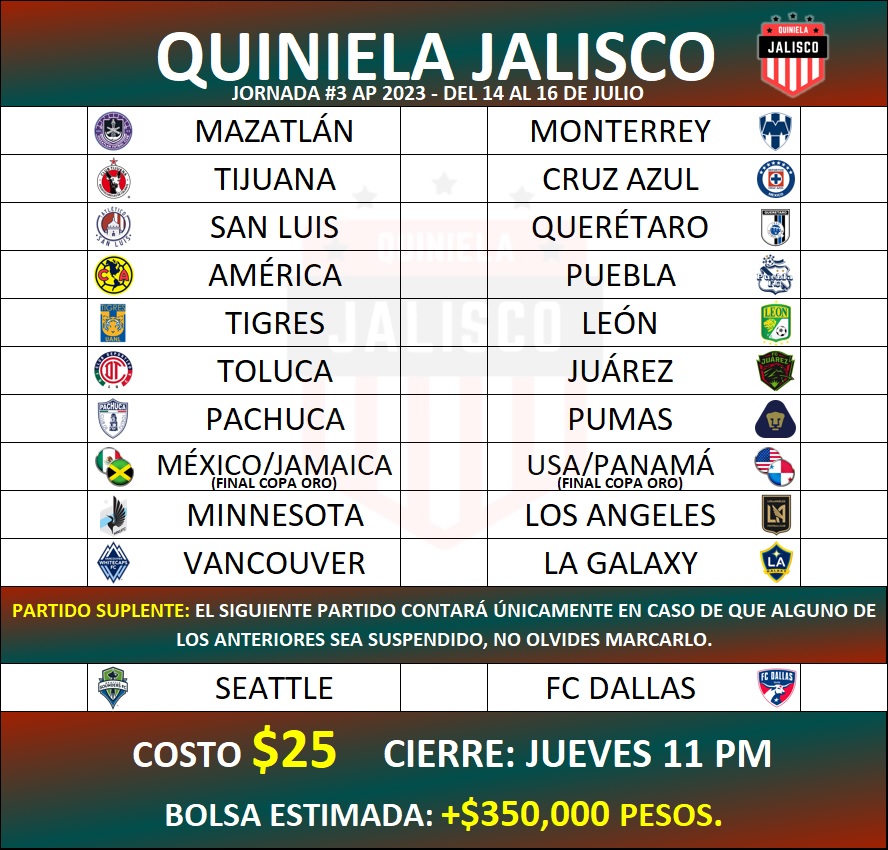 QUINIELA JALISCO
JORNADA #3 AP 2023 - DEL 14 AL 16 DE JULIO
QUINIELA
JALISCO
MAZATLÁN MONTERREY
TIJUANA CRUZ AZUL
SAN LUIS QUERÉTARO
AMÉRICA PUEBLA
TIGRES LEÓN
TOLUCA JUÁREZ
PACHUCA PUMAS
MÉXICO/JAMAICA USA/PANAMÁ
(FINAL COPA ORO) (FINAL COPA ORO)
MINNESOTA LOS ANGELES
VANCOUVER LA GALAXY
QUINIELA
JALISCO
PARTIDO SUPLENTE: EL SIGUIENTE PARTIDO CONTARÁ ÚNICAMENTE EN CASO DE QUE ALGUNO DE
LOS ANTERIORES SEA SUSPENDIDO, NO OLVIDES MARCARLO.
SEATTLE FC DALLAS
COSTO $25 CIERRE: JUEVES 11 PM
BOLSA ESTIMADA: +$350,000 PESOS.